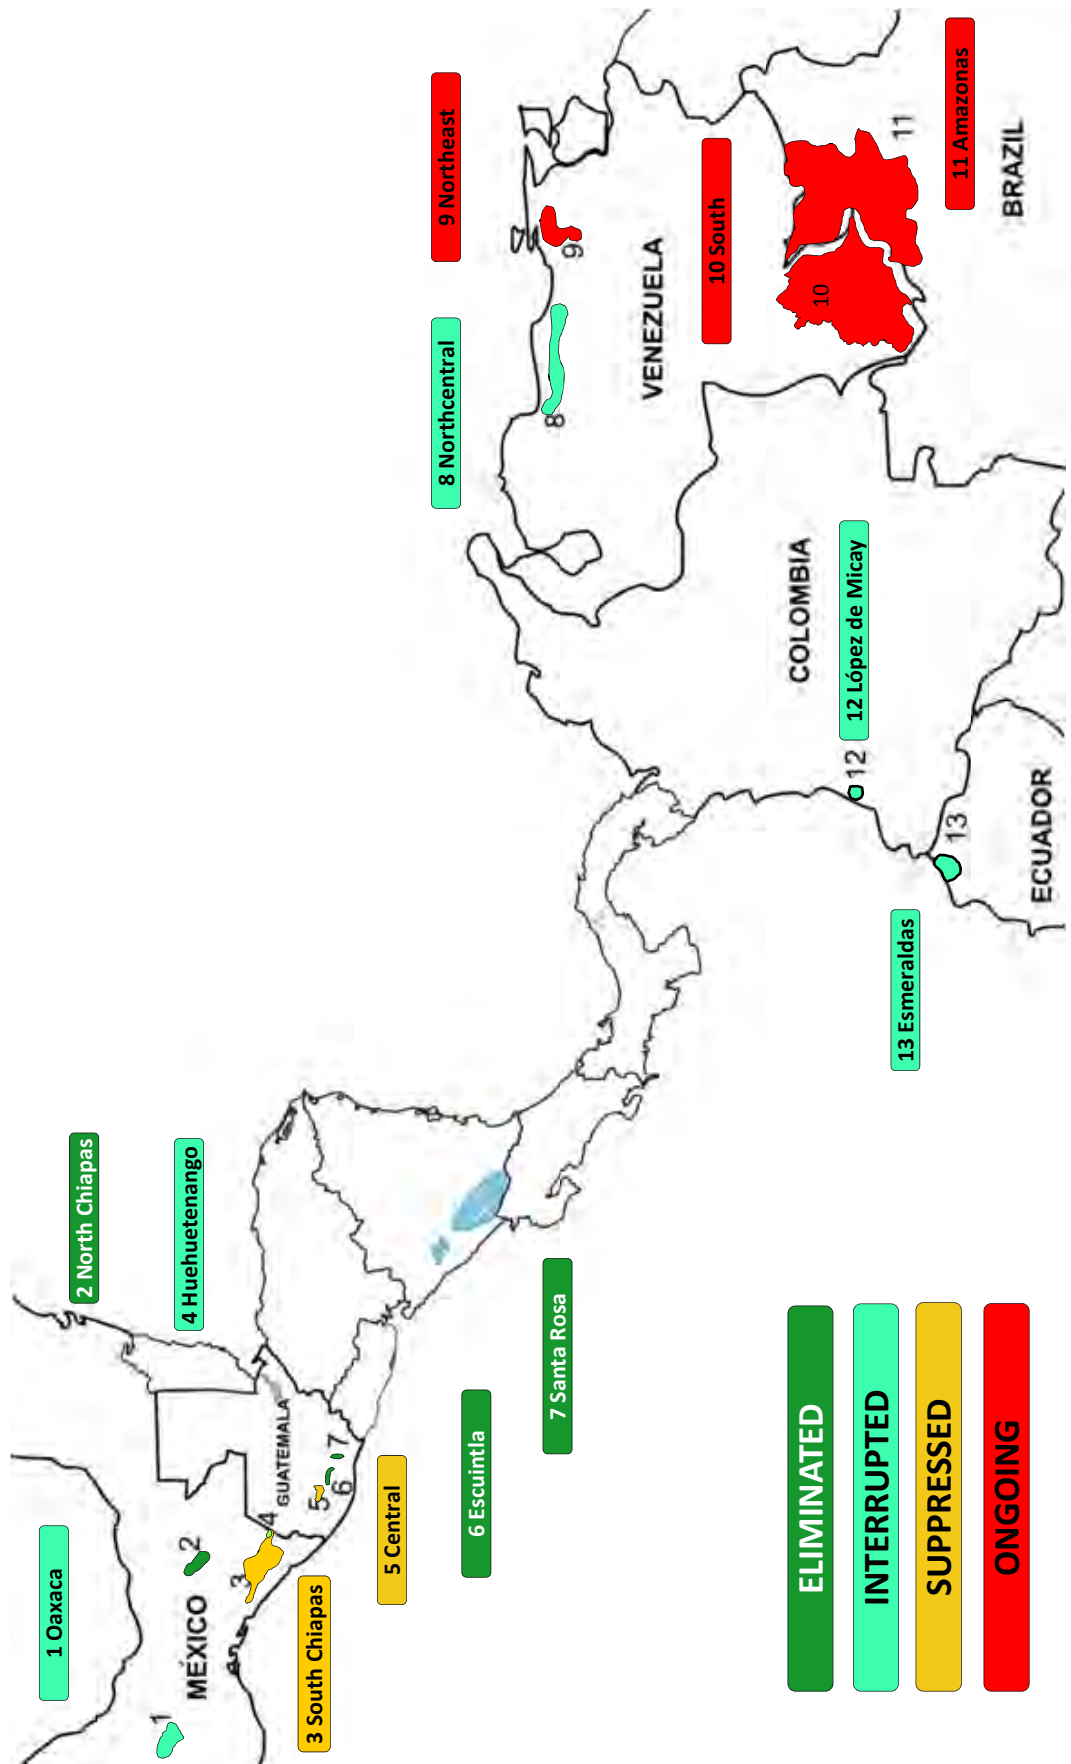 1 Oaxaca
2 North Chiapas
4 Huehuetenango
1
2
MÉXICO
3
4
GUATEMALA
5
6
7
3 South Chiapas
5 Central
6 Escuintla
7 Santa Rosa
8 Northcentral
9 Northeast
8
9
VENEZUELA
10 South
10
11
11 Amazonas
BRAZIL
COLOMBIA
12 López de Micay
12
13
13 Esmeraldas
ECUADOR
ELIMINATED
INTERRUPTED
SUPPRESSED
ONGOING